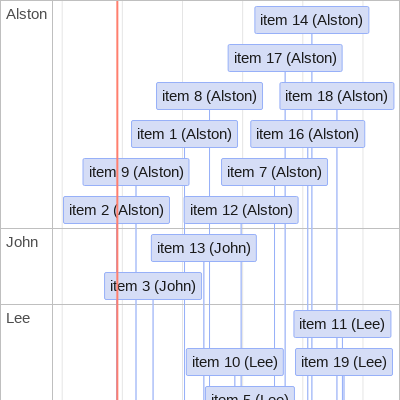 Alston
item 14 (Alston)
item 17 (Alston)
item 8 (Alston)
item 18 (Alston)
item 1 (Alston)
item 16 (Alston)
item 9 (Alston)
item 7 (Alston)
item 2 (Alston)
item 12 (Alston)
John
item 13 (John)
item 3 (John)
Lee
item 11 (Lee)
item 10 (Lee)
item 19 (Lee)
item 5 (Lee)